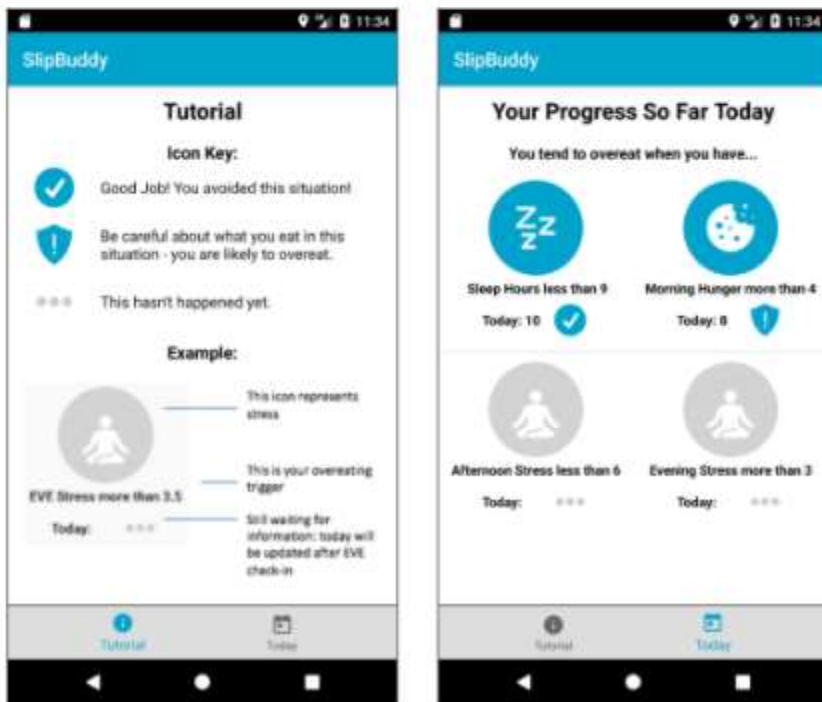 11:34
SlipBuddy
Tutorial
Icon Key:
Good Job! You avoided this situation!
Be careful about what you eat in this
situation - you are likely to overeat.
This hasn't happened yet.
Example:
This icon represents
stress
This is your overeating
trigger
EVE Stress more than 3.5
Today:
Still waiting for
information: today will
be updated after EVE
check-in
Tutorial
Today
11:34
SlipBuddy
Your Progress So Far Today
You tend to overeat when you have...
Z Z Z
Sleep Hours less than 9
Morning Hunger more than 4
Today: 10
Today: 8
Afternoon Stress less than 6
Evening Stress more than 3
Today:
Today:
Tutorial
Today